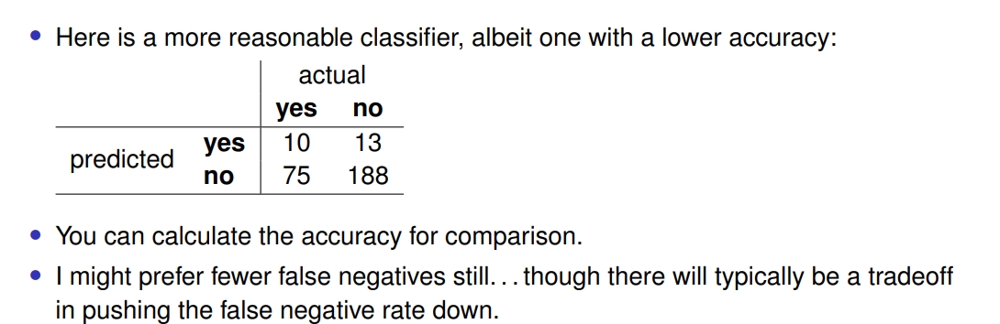 • Here is a more reasonable classifier, albeit one with a lower accuracy:
actual
yes no
predicted yes 10 13
no 75 188
• You can calculate the accuracy for comparison.
• I might prefer fewer false negatives still. . . though there will typically be a tradeoff
in pushing the false negative rate down.